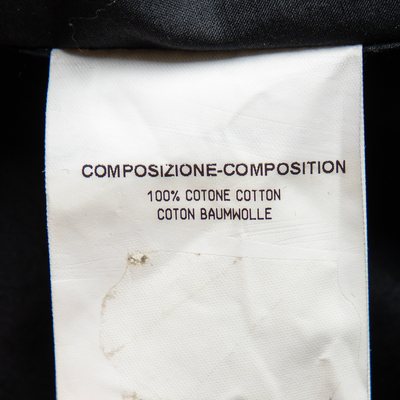 COMPOSIZIONE-COMPOSITION
100% COTONE COTTON
COTON BAUMWOLLE